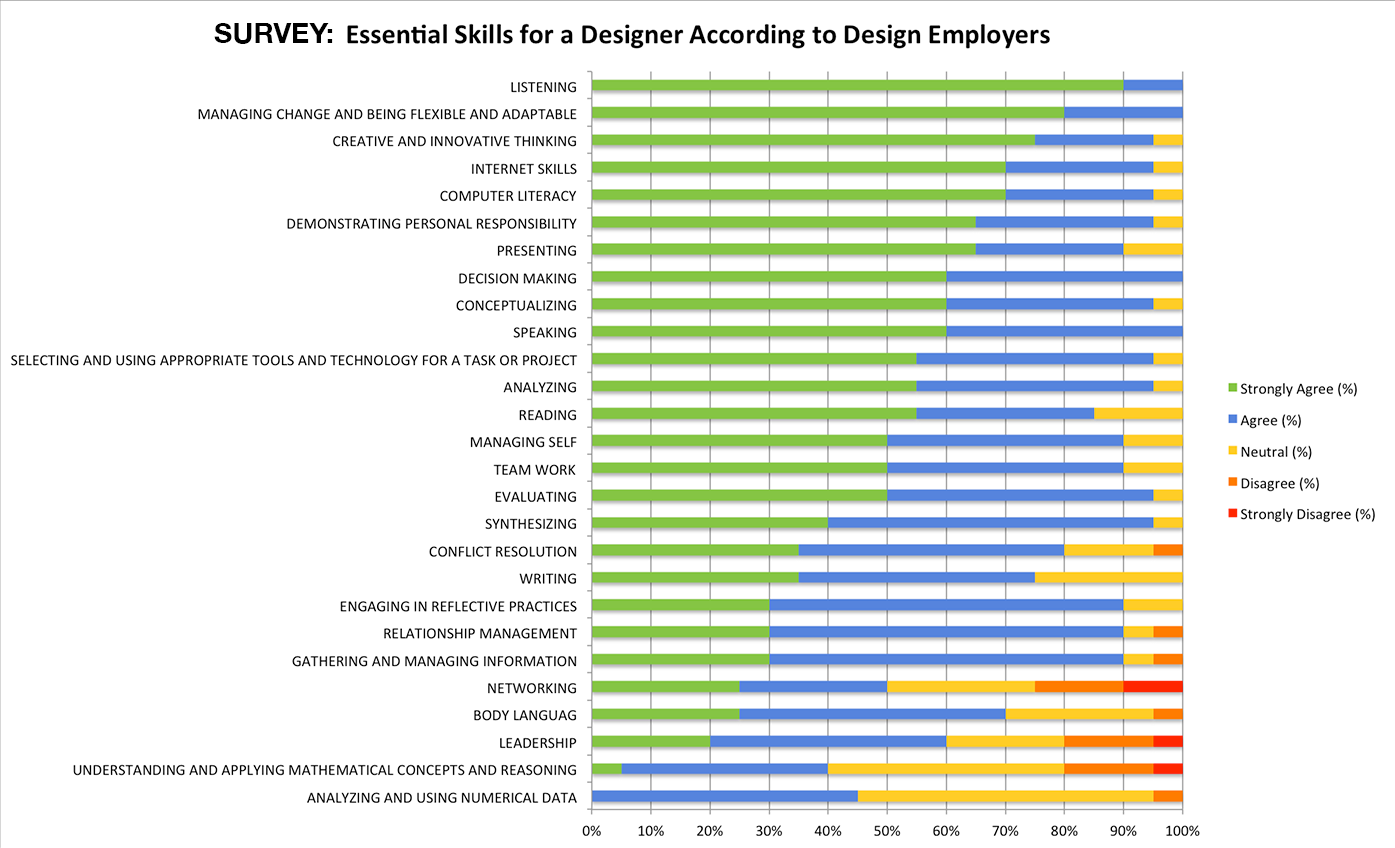 SURVEY: Essential Skills for a Designer According to Design Employers
LISTENING
MANAGING CHANGE AND BEING FLEXIBLE AND ADAPTABLE
CREATIVE AND INNOVATIVE THINKING
INTERNET SKILLS
COMPUTER LITERACY
DEMONSTRATING PERSONAL RESPONSIBILITY
PRESENTING
DECISION MAKING
CONCEPTUALIZING
SPEAKING
SELECTING AND USING APPROPRIATE TOOLS AND TECHNOLOGY FOR A TASK OR PROJECT
ANALYZING
READING
MANAGING SELF
TEAM WORK
EVALUATING
SYNTHESIZING
CONFLICT RESOLUTION
WRITING
ENGAGING IN REFLECTIVE PRACTICES
RELATIONSHIP MANAGEMENT
GATHERING AND MANAGING INFORMATION
NETWORKING
BODY LANGUAG
LEADERSHIP
UNDERSTANDING AND APPLYING MATHEMATICAL CONCEPTS AND REASONING
ANALYZING AND USING NUMERICAL DATA
0% 10% 20% 30% 40% 50% 60% 70% 80% 90% 100%
Strongly Agree (%)
Agree (%)
Neutral (%)
Disagree (%)
Strongly Disagree (%)